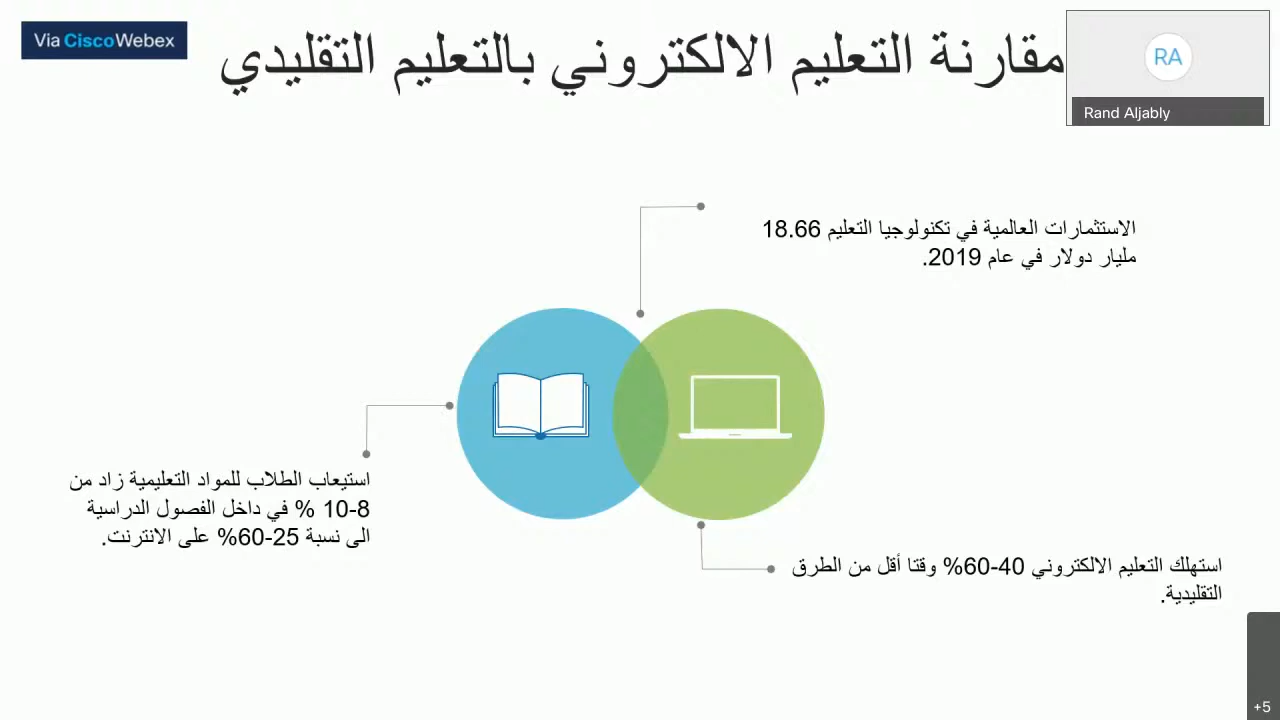 Via Cisco Webex
مقارنة التعليم الالكتروني بالتعليم التقليدي
RA
Rand Aljably
الاستثمارات العالمية في تكنولوجيا التعليم 18.66
مليار دولار في عام 2019.
استيعاب الطلاب للمواد التعليمية زاد من
8-10 % في داخل الفصول الدراسية
الى نسبة 25-60% على الانترنت.
استهلك التعليم الالكتروني 40-60% وقتا أقل من الطرق
التقليدية.
+5